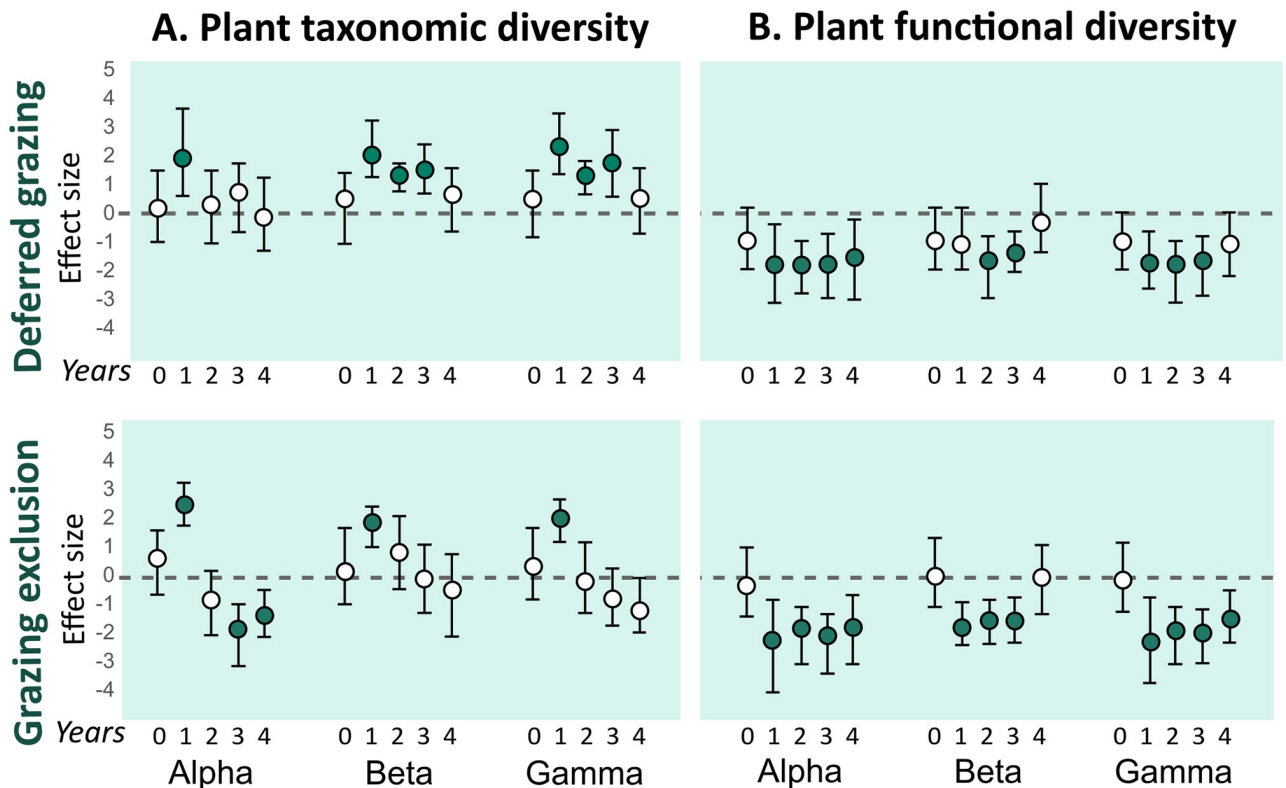 A. Plant taxonomic diversity
B. Plant functional diversity
Deferred grazing
Effect size
5
4
3
2
1
0
-1
-2
-3
-4
Years 0 1 2 3 4 0 1 2 3 4 0 1 2 3 4
0 1 2 3 4 0 1 2 3 4 0 1 2 3 4
Grazing exclusion
Effect size
5
4
3
2
1
0
-1
-2
-3
-4
Years 0 1 2 3 4 0 1 2 3 4 0 1 2 3 4
0 1 2 3 4 0 1 2 3 4 0 1 2 3 4
Alpha Beta Gamma
Alpha Beta Gamma